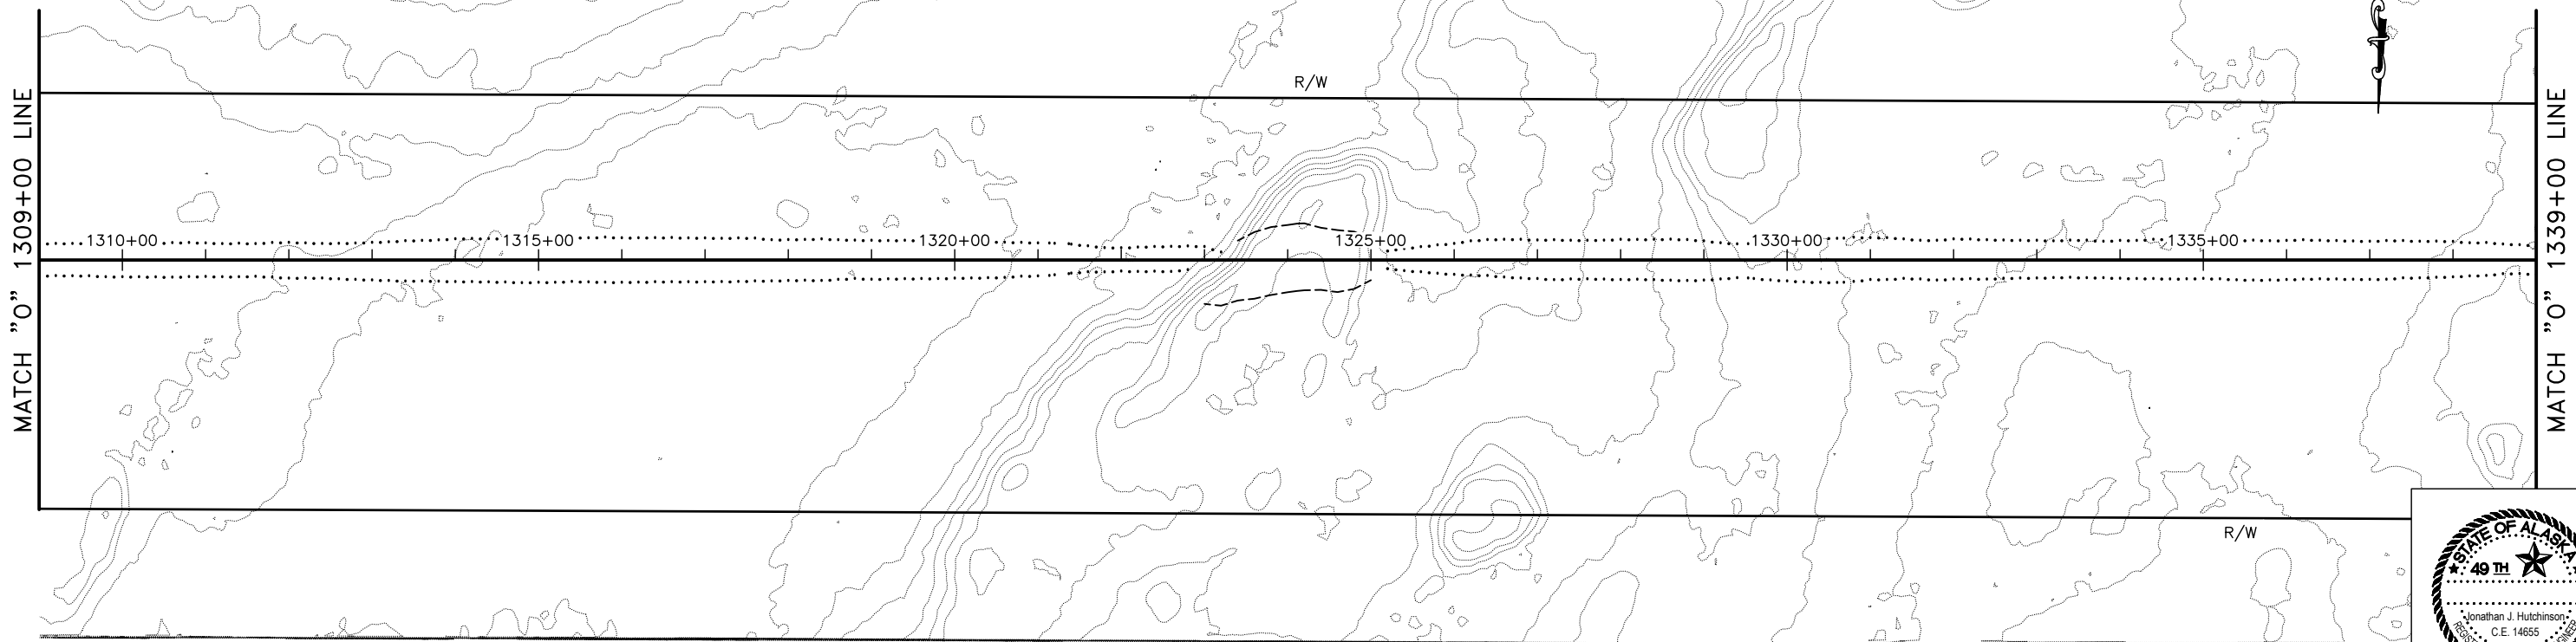 R/W
MATCH "O" 1309+00 LINE
1310+00
1315+00
1320+00
1325+00
1330+00
1335+00
MATCH "O" 1339+00 LINE
R/W
STATE OF ALASKA
49 TH
Jonathan J. Hutchinson
C.E. 14655